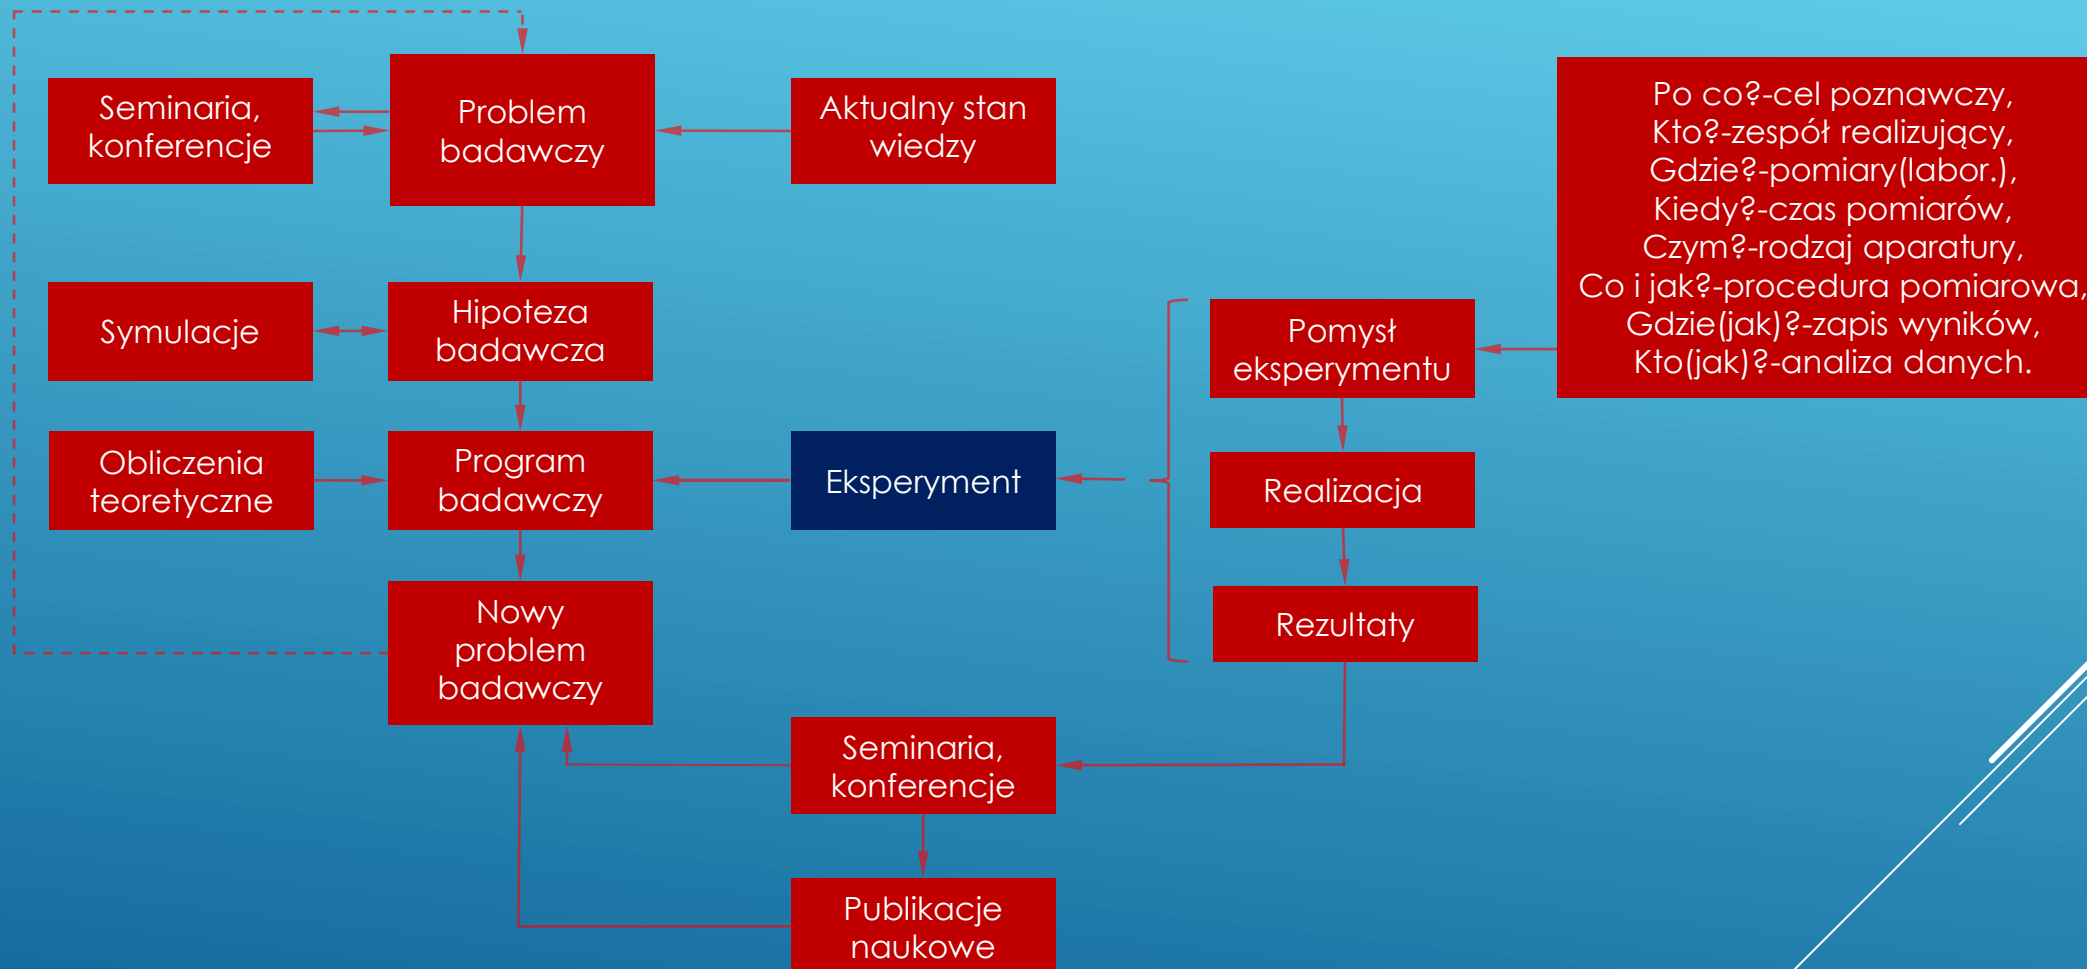 Seminaria,
konferencje
Problem
badawczy
Aktualny stan
wiedzy
Po co?-cel poznawczy,
Kto?-zespół realizujący,
Gdzie?-pomiary(labor.),
Kiedy?-czas pomiarów,
Czym?-rodzaj aparatury,
Co i jak?-procedura pomiarowa,
Gdzie(jak)?-zapis wyników,
Kto(jak)?-analiza danych.
Symulacje
Hipoteza
badawcza
Pomysł
eksperymentu
Obliczenia
teoretyczne
Program
badawczy
Eksperyment
Realizacja
Nowy
problem
badawczy
Rezultaty
Seminaria,
konferencje
Publikacje
naukowe